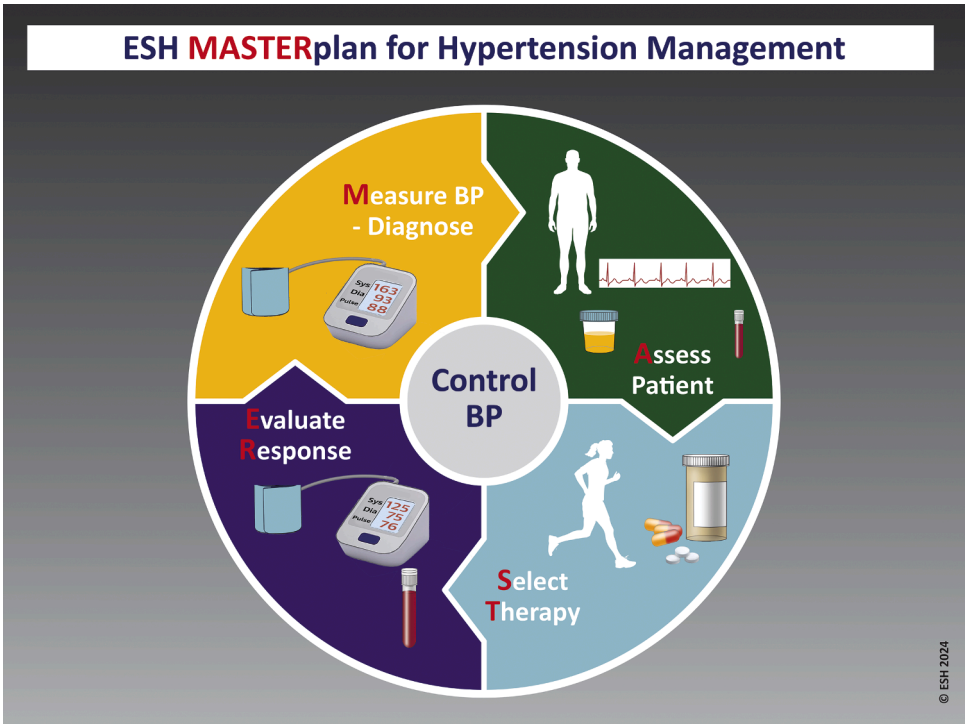 ESH MASTERplan for Hypertension Management
Measure BP
- Diagnose
Sys 163
Dia 93
Pulse 88
Assess
Patient
Control
BP
Evaluate
Response
Sys 125
Dia 75
Pulse 76
Select
Therapy
© ESH 2024